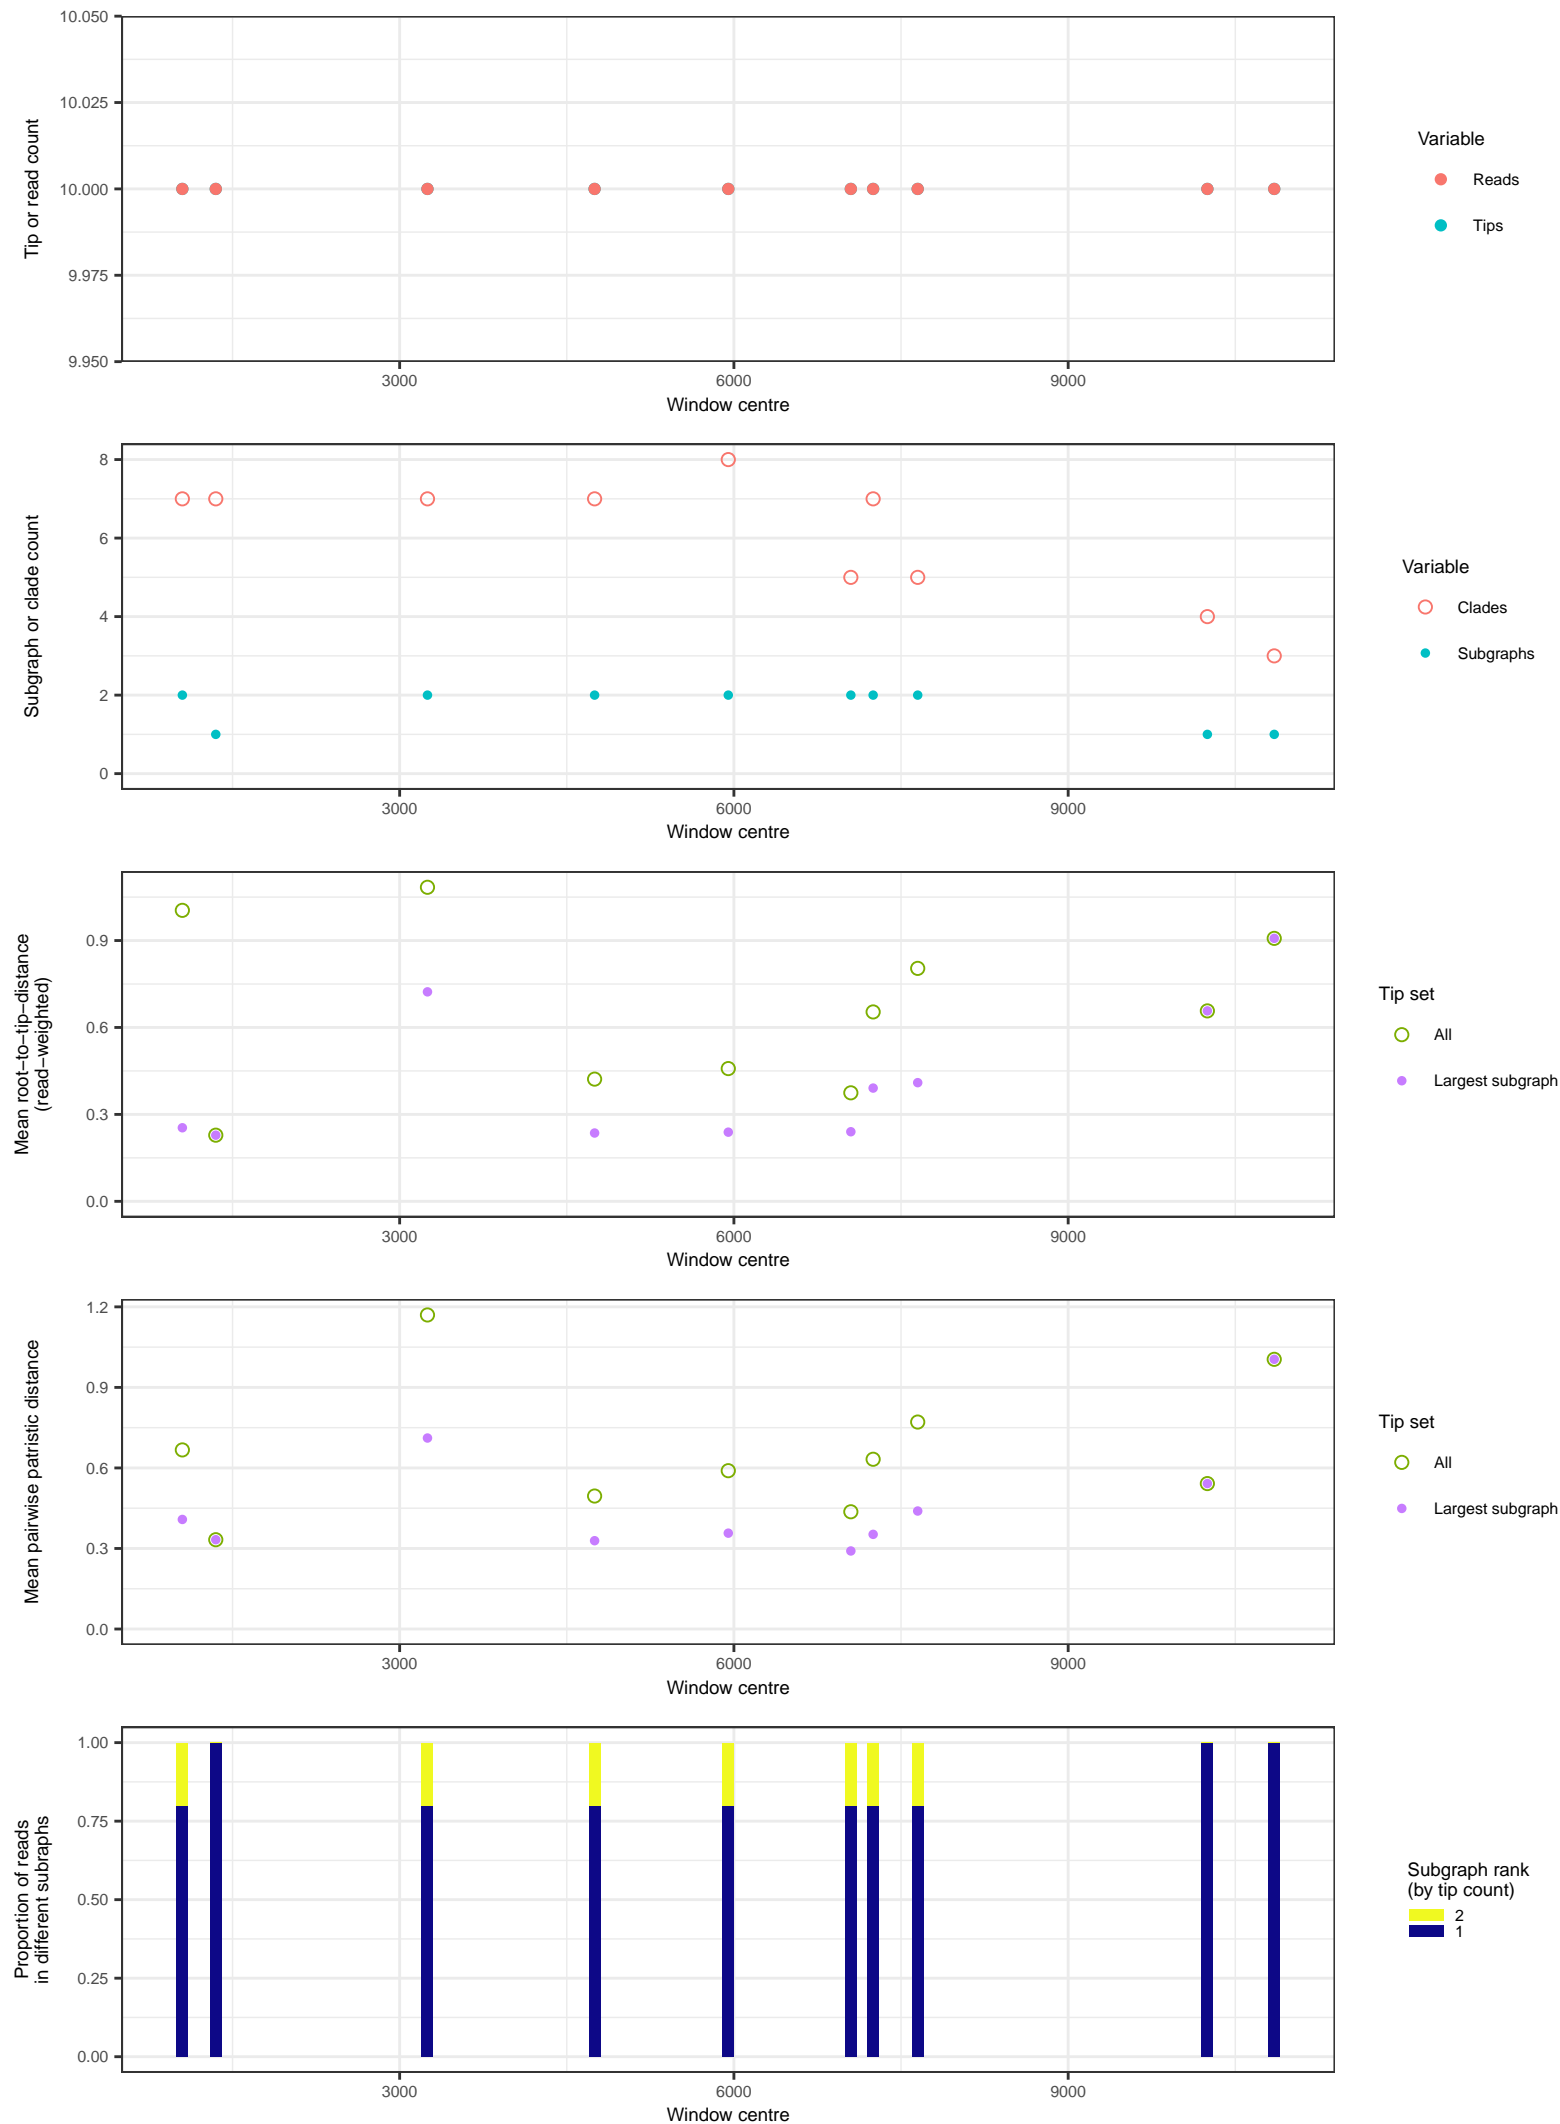 10.050
10.025
10.000
9.975
9.950
Tip or read count
3000 6000 9000
Window centre
Variable
Reads
Tips
8
6
4
2
0
Subgraph or clade count
3000 6000 9000
Window centre
Variable
Clades
Subgraphs
0.9
0.6
0.3
0.0
Mean root−to−tip−distance
(read−weighted)
3000 6000 9000
Window centre
Tip set
All
Largest subgraph
1.2
0.9
0.6
0.3
0.0
Mean pairwise patristic distance
3000 6000 9000
Window centre
Tip set
All
Largest subgraph
1.00
0.75
0.50
0.25
0.00
Proportion of reads
in different subraphs
3000 6000 9000
Window centre
Subgraph rank
(by tip count)
2
1